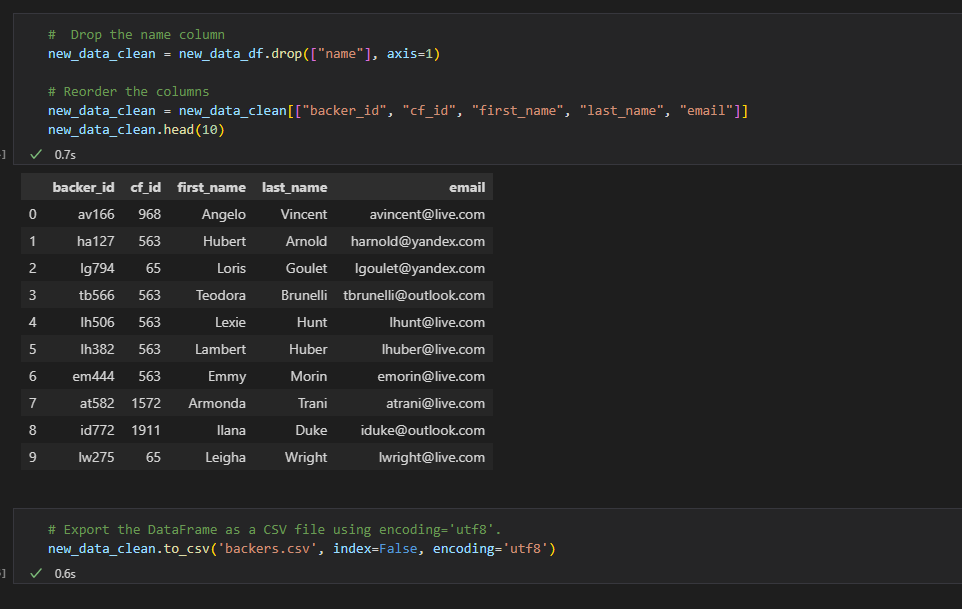 #  Drop the name column
new_data_clean = new_data_df.drop(["name"], axis=1)
# Reorder the columns
new_data_clean = new_data_clean[["backer_id", "cf_id", "first_name", "last_name", "email"]]
new_data_clean.head(10)
] ✓ 0.7s
backer_id cf_id first_name last_name email
0 av166 968 Angelo Vincent avincent@live.com
1 ha127 563 Hubert Arnold harnold@yandex.com
2 lg794 65 Loris Goulet lgoulet@yandex.com
3 tb566 563 Teodora Brunelli tbrunelli@outlook.com
4 lh506 563 Lexie Hunt lhunt@live.com
5 lh382 563 Lambert Huber lhuber@live.com
6 em444 563 Emmy Morin emorin@live.com
7 at582 1572 Armonda Trani atrani@live.com
8 id772 1911 Ilana Duke iduke@outlook.com
9 lw275 65 Leigha Wright lwright@live.com
# Export the DataFrame as a CSV file using encoding='utf8'.
new_data_clean.to_csv('backers.csv', index=False, encoding='utf8')
] ✓ 0.6s